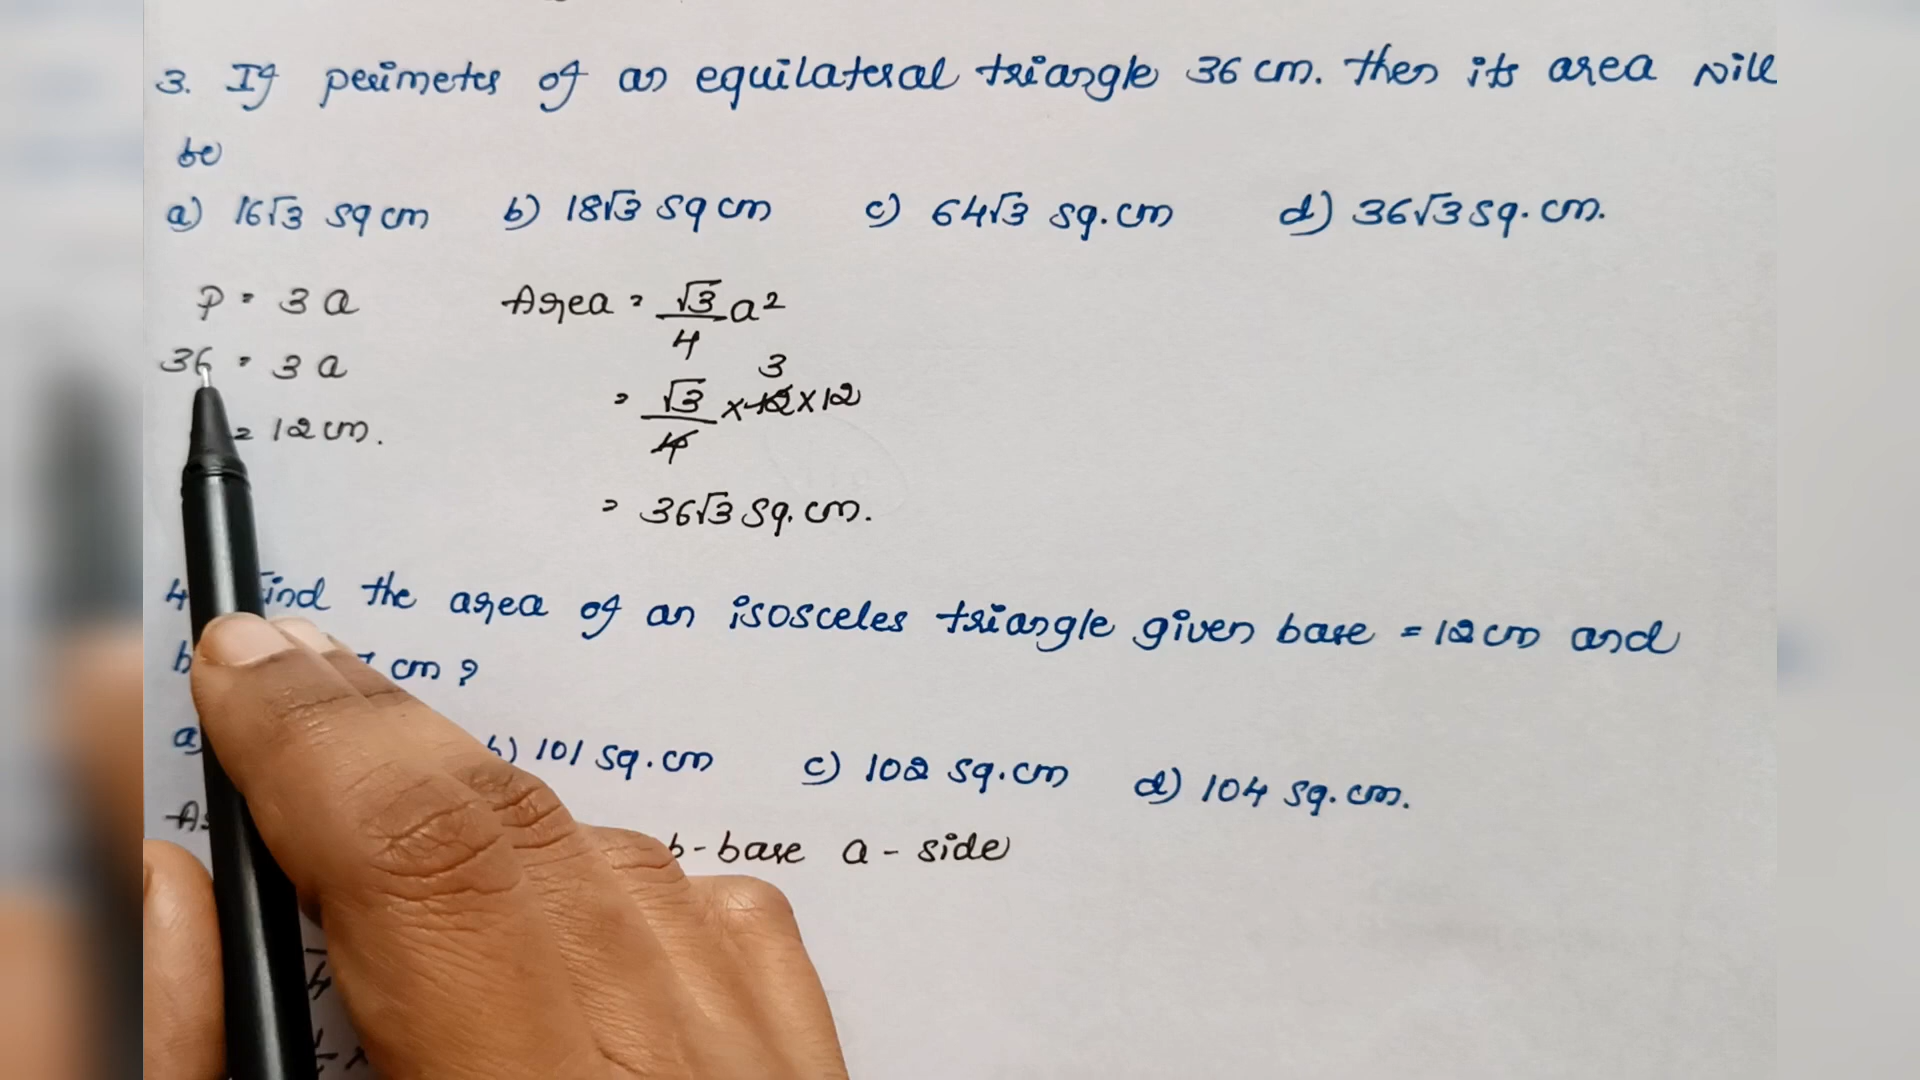 3. If perimeter of an equilateral triangle 36 cm. then its area will
be
a) 16√3 sq cm b) 18√3 sq cm c) 64√3 sq.cm d) 36√3 sq.cm.
P = 3a Area = √3/4 a²
36 = 3a = √3/4 × 12 × 12 3
= 12cm.
= 36√3 sq.cm.
4. Find the area of an isosceles triangle given base = 12 cm and
cm ?
a) b) 101 sq.cm c) 102 sq.cm d) 104 sq.cm.
b - base a - side